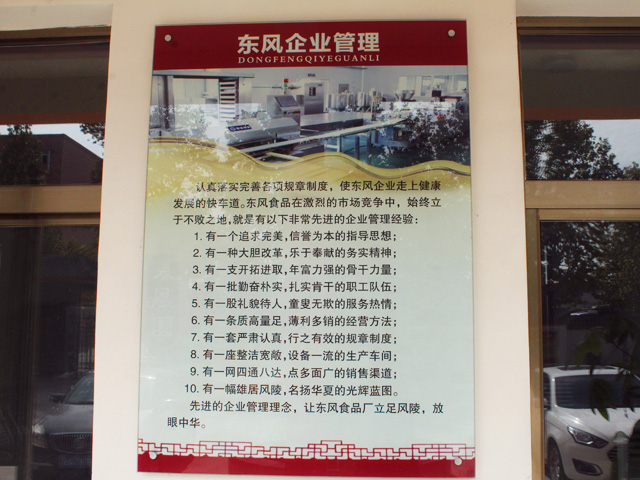 东风企业管理
DONGFENGQIYEGUANLI
认真落实完善各项规章制度，使东风企业走上健康
发展的快车道。东风食品在激烈的市场竞争中，始终立
于不败之地，就是有以下非常先进的企业管理经验：
1. 有一个追求完美，信誉为本的指导思想；
2. 有一种大胆改革，乐于奉献的务实精神；
3. 有一支开拓进取，年富力强的骨干力量；
4. 有一批勤奋朴实，扎实肯干的职工队伍；
5. 有一股礼貌待人，童叟无欺的服务热情；
6. 有一条质高量足，薄利多销的经营方法；
7. 有一套严肃认真，行之有效的规章制度；
8. 有一座整洁宽敞，设备一流的生产车间；
9. 有一网四通八达，点多面广的销售渠道；
10. 有一幅雄居风陵，名扬华夏的光辉蓝图。
先进的企业管理理念，让东风食品厂立足风陵，放
眼中华。